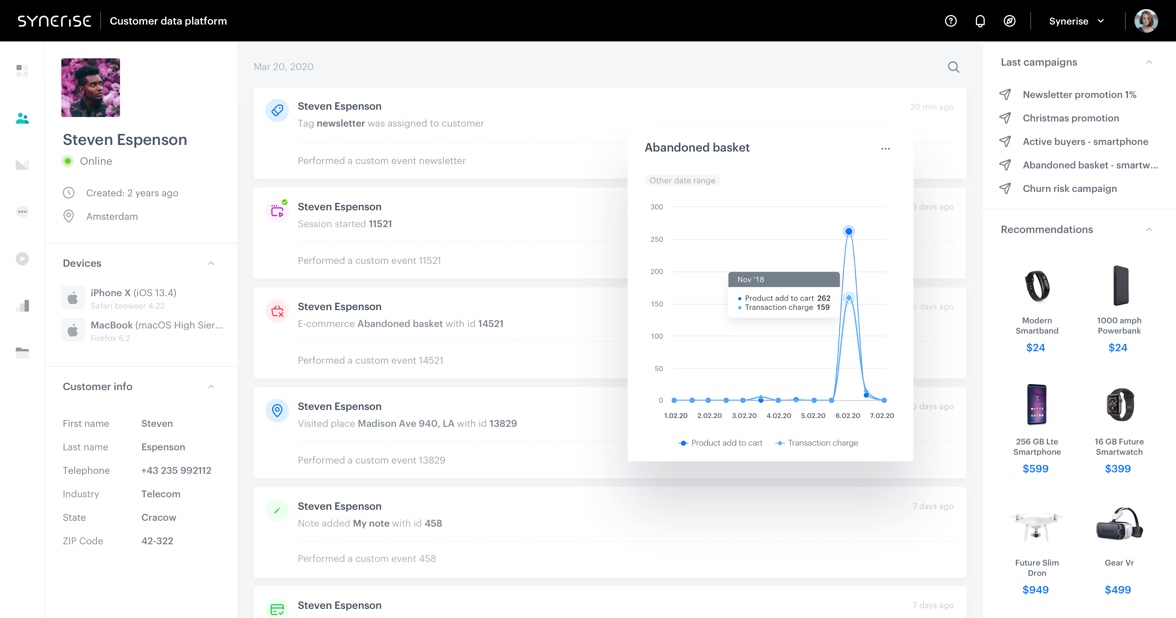 SYNERISE
Customer data platform
Synerise
Steven Espenson
Online
Created: 2 years ago
Amsterdam
Devices
iPhone X (iOS 13.4)
Safari browser 4.22
MacBook (macOS High Sier...
Firefox 6.2
Customer info
First name Steven
Last name Espenson
Telephone +43 235 992112
Industry Telecom
State Cracow
ZIP Code 42-322
Mar 20, 2020
Steven Espenson
20 min ago
Tag newsletter was assigned to customer
Performed a custom event newsletter
Steven Espenson
3 days ago
Session started 11521
Performed a custom event 11521
Steven Espenson
days ago
E-commerce Abandoned basket with id 14521
Performed a custom event 14521
Steven Espenson
days ago
Visited place Madison Ave 940, LA with id 13829
Performed a custom event 13829
Steven Espenson
7 days ago
Note added My note with id 458
Performed a custom event 458
Steven Espenson
7 days ago
Abandoned basket
Other date range
300
250
200
150
100
50
0
Nov '18
Product add to cart 262
Transaction charge 159
1.02.20 2.02.20 3.02.20 4.02.20 5.02.20 6.02.20 7.02.20
Product add to cart Transaction charge
Last campaigns
Newsletter promotion 1%
Christmas promotion
Active buyers - smartphone
Abandoned basket - smartw...
Churn risk campaign
Recommendations
Modern
Smartband
$24
1000 amph
Powerbank
$24
256 GB Lte
Smartphone
$599
16 GB Future
Smartwatch
$399
Future Slim
Dron
$949
Gear Vr
$499